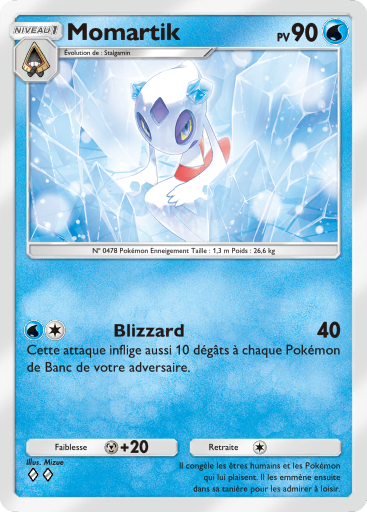 NIVEAU 1
Momartik
PV 90
Évolution de : Stalgamin
N° 0478 Pokémon Enneigement Taille : 1,3 m Poids : 26,6 kg
Blizzard 40
Cette attaque inflige aussi 10 dégâts à chaque Pokémon
de Banc de votre adversaire.
Faiblesse +20
Retraite
Illus. Mizue
Il congèle les êtres humains et les Pokémon
qui lui plaisent. Il les emmène ensuite
dans sa tanière pour les admirer à loisir.